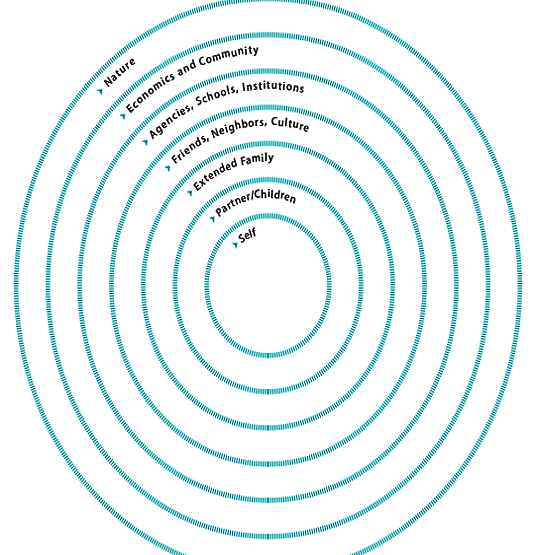 Nature
Economics and Community
Agencies, Schools, Institutions
Friends, Neighbors, Culture
Extended Family
Partner/Children
Self